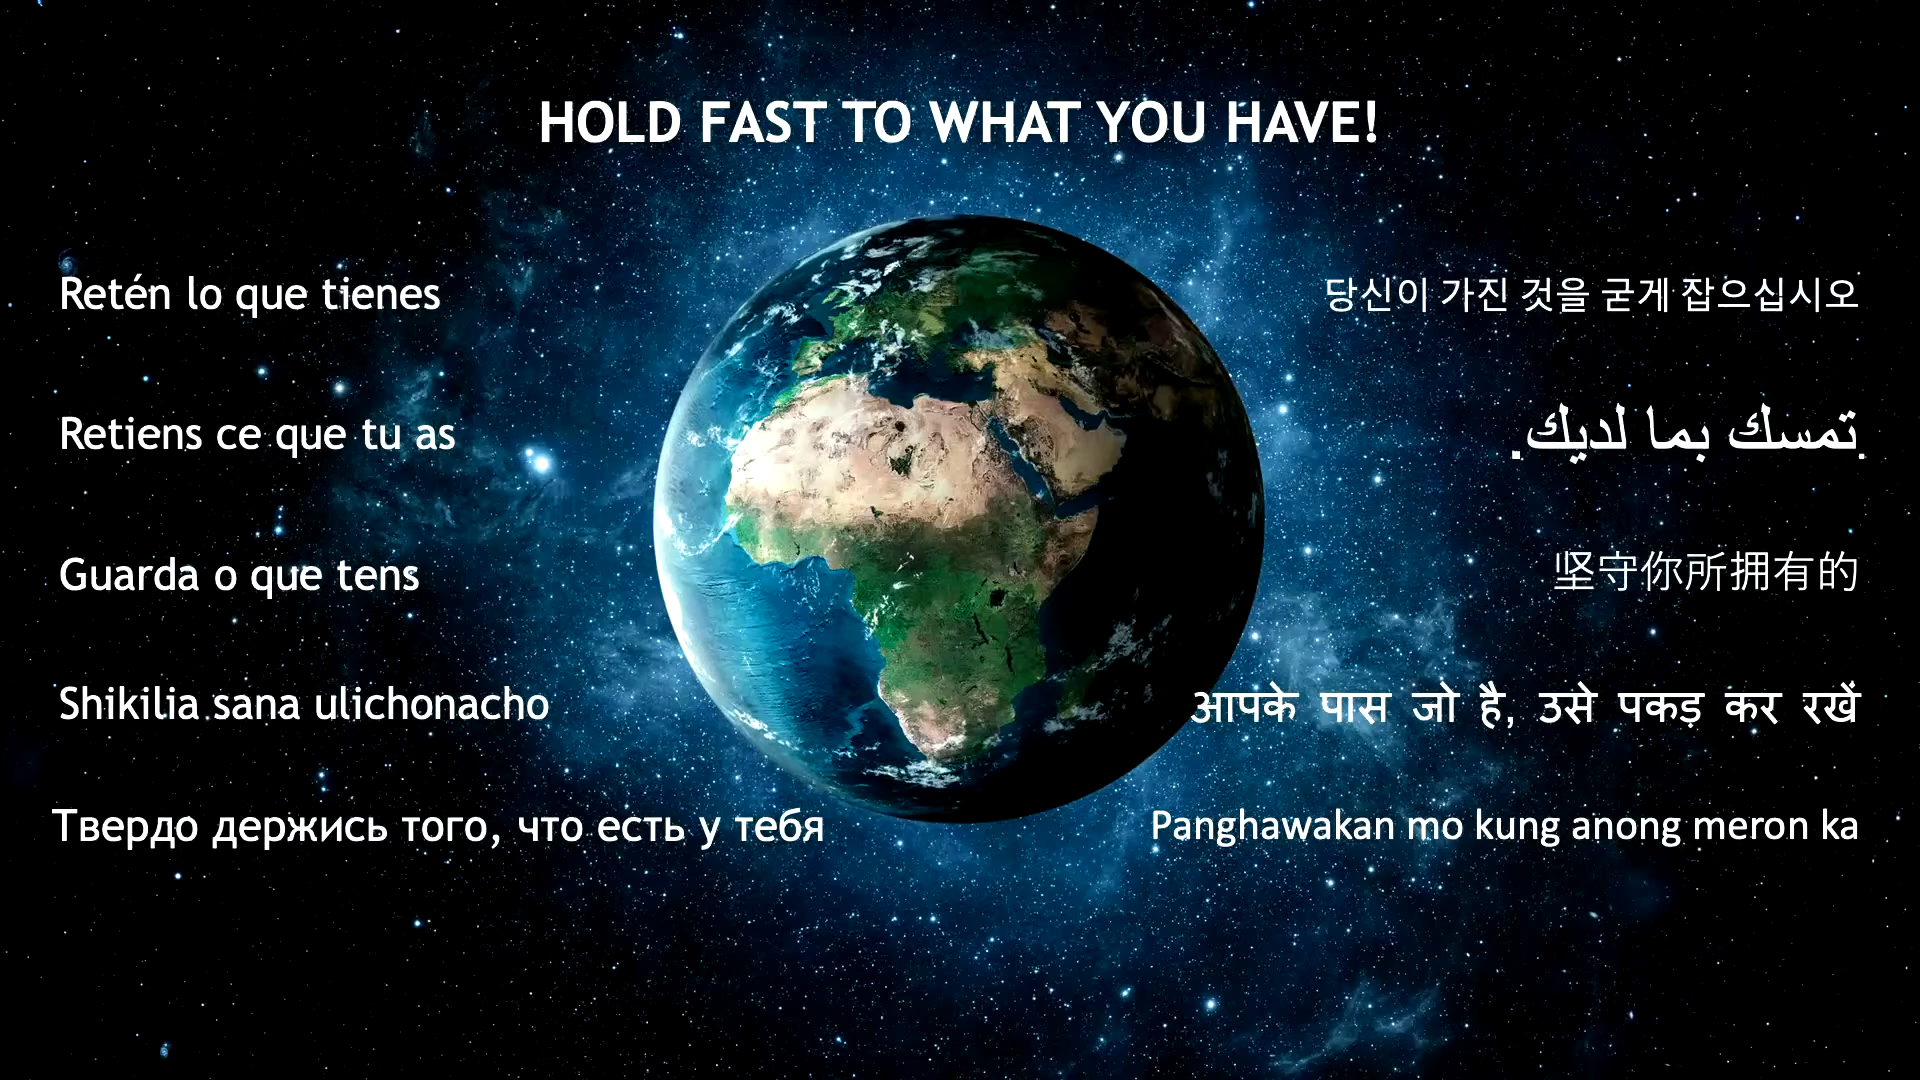 HOLD FAST TO WHAT YOU HAVE!
Retén lo que tienes
당신이 가진 것을 굳게 잡으십시오
Retiens ce que tu as
.تمسك بما لديك.
Guarda o que tens
坚守你所拥有的
Shikilia sana ulichonacho
आपके पास जो है, उसे पकड़ कर रखें
Твердо держись того, что есть у тебя
Panghawakan mo kung anong meron ka